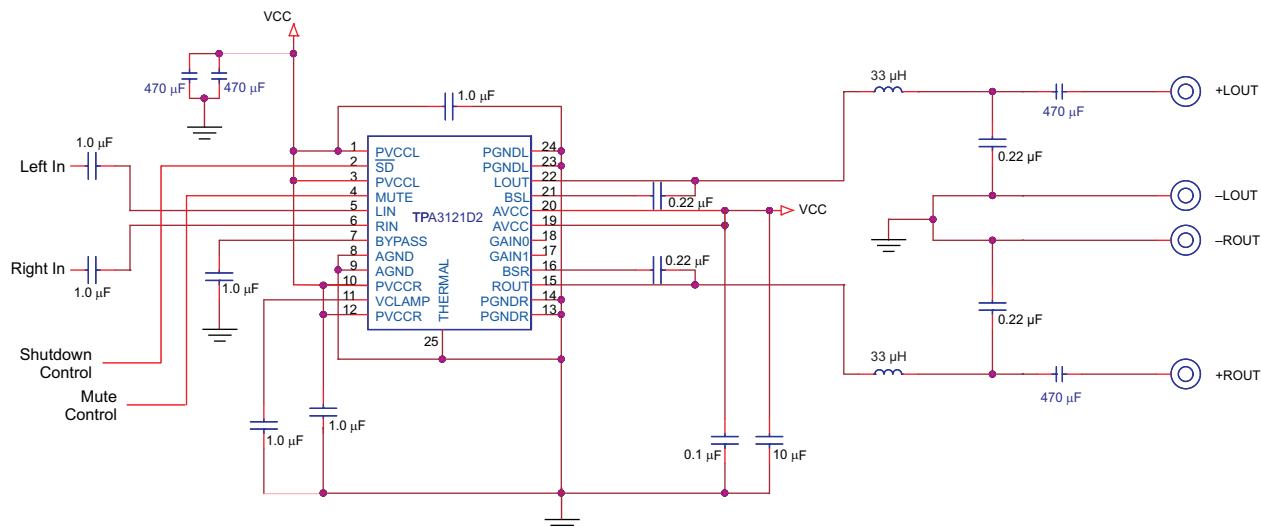 VCC
470 μF
470 μF
1.0 μF
1.0 μF
Left In
Right In
1.0 μF
1.0 μF
Shutdown
Control
Mute
Control
1.0 μF
1.0 μF
TPA3121D2
1 PVCCL
2 SD
3 PVCCL
4 MUTE
5 LIN
6 RIN
7 BYPASS
8 AGND
9 AGND
10 PVCCR
11 VCLAMP
12 PVCCR
THERMAL
25
PGNDL 24
PGNDL 23
LOUT 22
BSL 21
AVCC 20
AVCC 19
GAIN0 18
GAIN1 17
BSR 16
ROUT 15
PGNDR 14
PGNDR 13
0.22 μF
VCC
0.22 μF
0.1 μF
10 μF
33 μH
470 μF
+LOUT
0.22 μF
–LOUT
–ROUT
0.22 μF
33 μH
470 μF
+ROUT